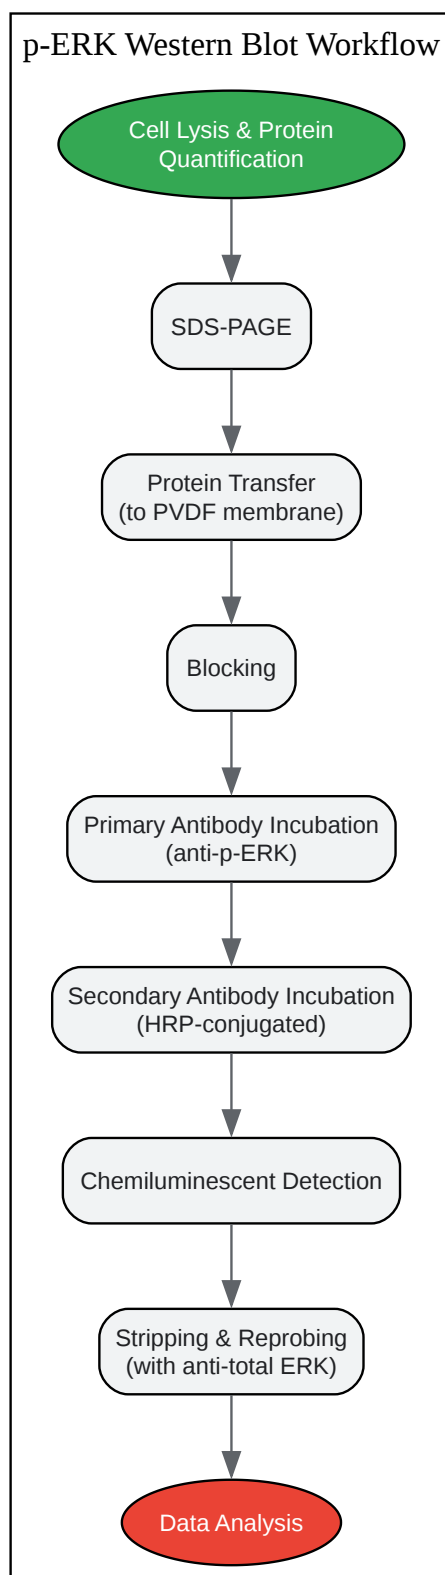 p-ERK Western Blot Workflow
Cell Lysis & Protein
Quantification
SDS-PAGE
Protein Transfer
(to PVDF membrane)
Blocking
Primary Antibody Incubation
(anti-p-ERK)
Secondary Antibody Incubation
(HRP-conjugated)
Chemiluminescent Detection
Stripping & Reprobing
(with anti-total ERK)
Data Analysis